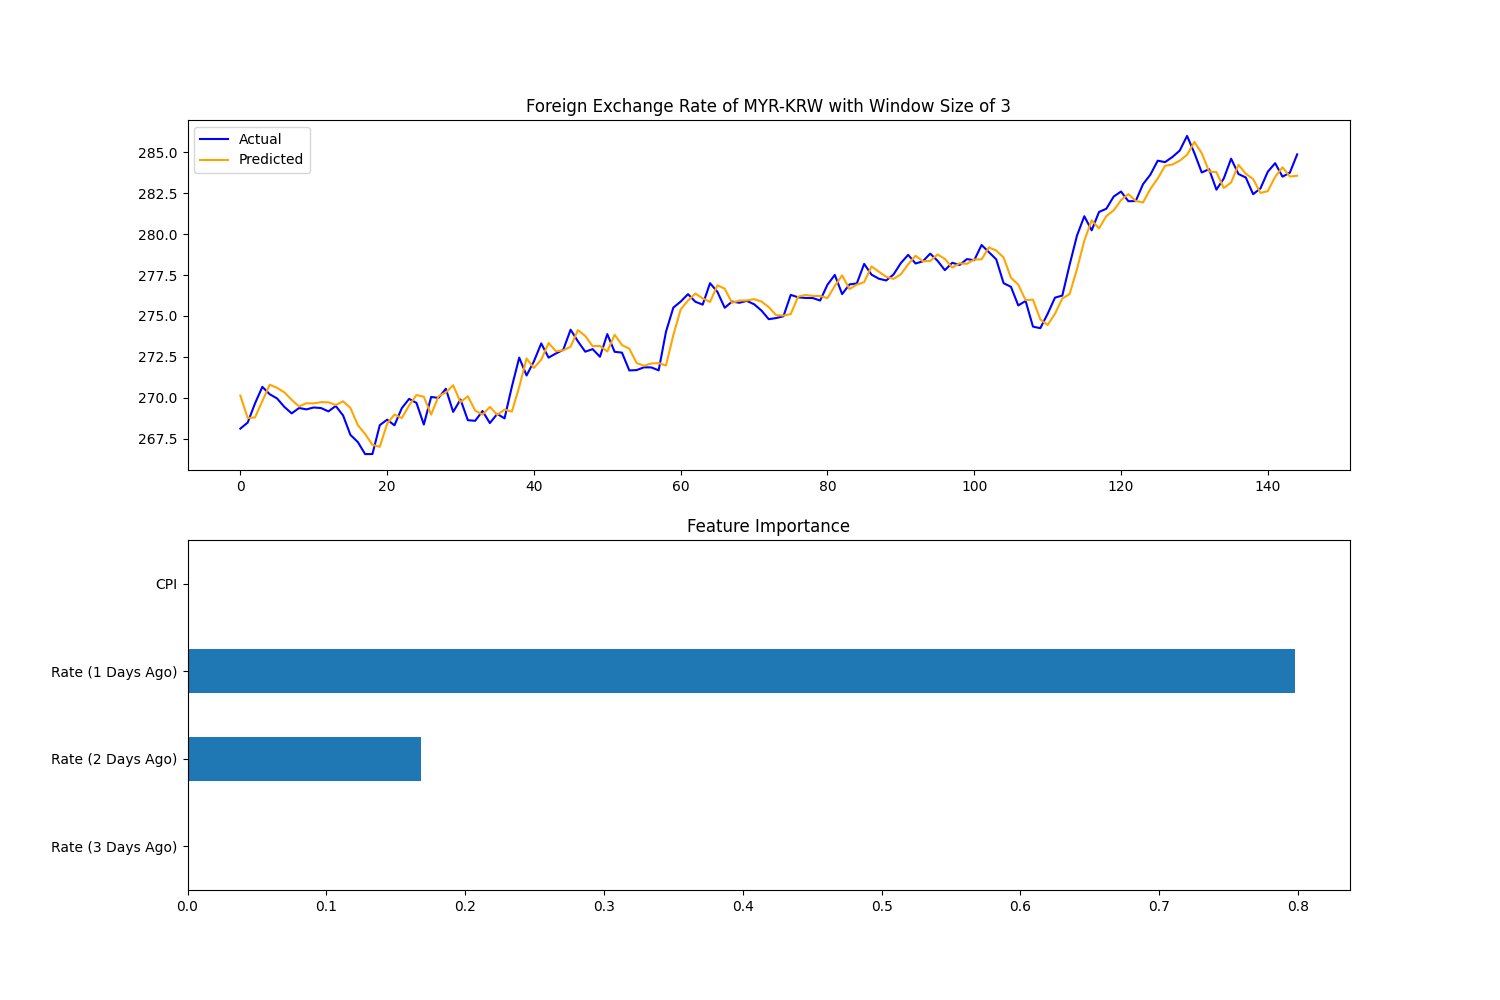 Foreign Exchange Rate of MYR-KRW with Window Size of 3
Actual
Predicted
285.0
282.5
280.0
277.5
275.0
272.5
270.0
267.5
0 20 40 60 80 100 120 140
Feature Importance
CPI
Rate (1 Days Ago)
Rate (2 Days Ago)
Rate (3 Days Ago)
0.0 0.1 0.2 0.3 0.4 0.5 0.6 0.7 0.8